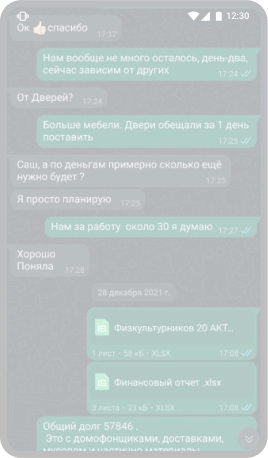 12:30
Ок 👍 спасибо
17:17
Нам вообще не много осталось, день-два,
сейчас зависим от других
17:24
От Дверей?
17:24
Больше мебели. Двери обещали за 1 день
поставить
17:25
Саш, а по деньгам примерно сколько ещё
нужно будет ?
17:25
Я просто планирую
17:25
Нам за работу около 30 я думаю
17:27
Хорошо
Поняла
17:28
28 декабря 2021 г.
Физкультурников 20 АКТ...
1 лист • 59 кБ • XLSX
17:08
Финансовый отчет .xlsx
3 листа • 23 кБ • XLSX
17:08
Общий долг 57846 .
Это с домофонщиками, доставками,
мусором и частично материалы